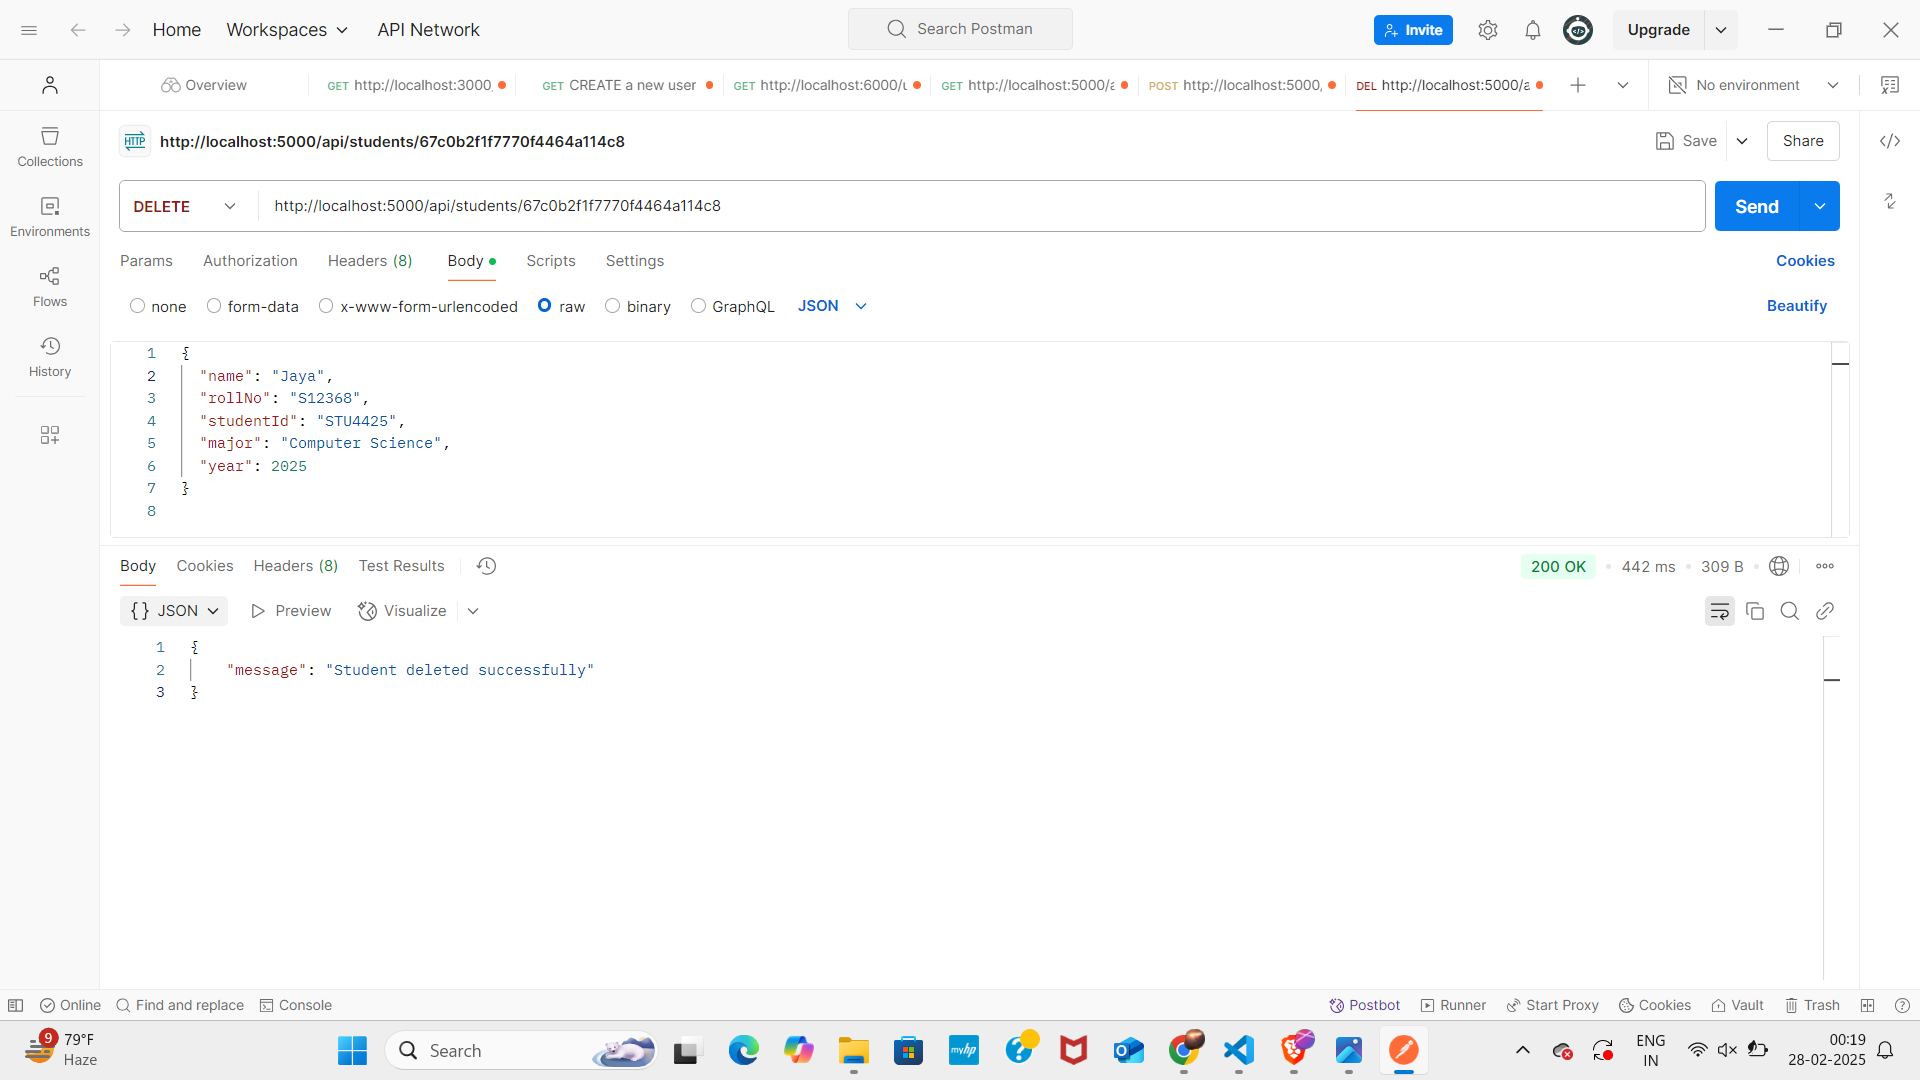 Home Workspaces API Network Search Postman Invite Upgrade
Overview GET http://localhost:3000, GET CREATE a new user GET http://localhost:6000/u GET http://localhost:5000/a POST http://localhost:5000, DEL http://localhost:5000/a No environment
HTTP http://localhost:5000/api/students/67c0b2f1f7770f4464a114c8 Save Share
Collections
Environments
Flows
History
DELETE http://localhost:5000/api/students/67c0b2f1f7770f4464a114c8 Send
Params Authorization Headers (8) Body Scripts Settings Cookies
none form-data x-www-form-urlencoded raw binary GraphQL JSON Beautify
1 {
2 "name": "Jaya",
3 "rollNo": "S12368",
4 "studentId": "STU4425",
5 "major": "Computer Science",
6 "year": 2025
7 }
8
Body Cookies Headers (8) Test Results 200 OK 442 ms 309 B
{} JSON Preview Visualize
1 {
2 "message": "Student deleted successfully"
3 }
Online Find and replace Console Postbot Runner Start Proxy Cookies Vault Trash
9 79°F
Haze
Search
myhp
ENG
IN
00:19
28-02-2025